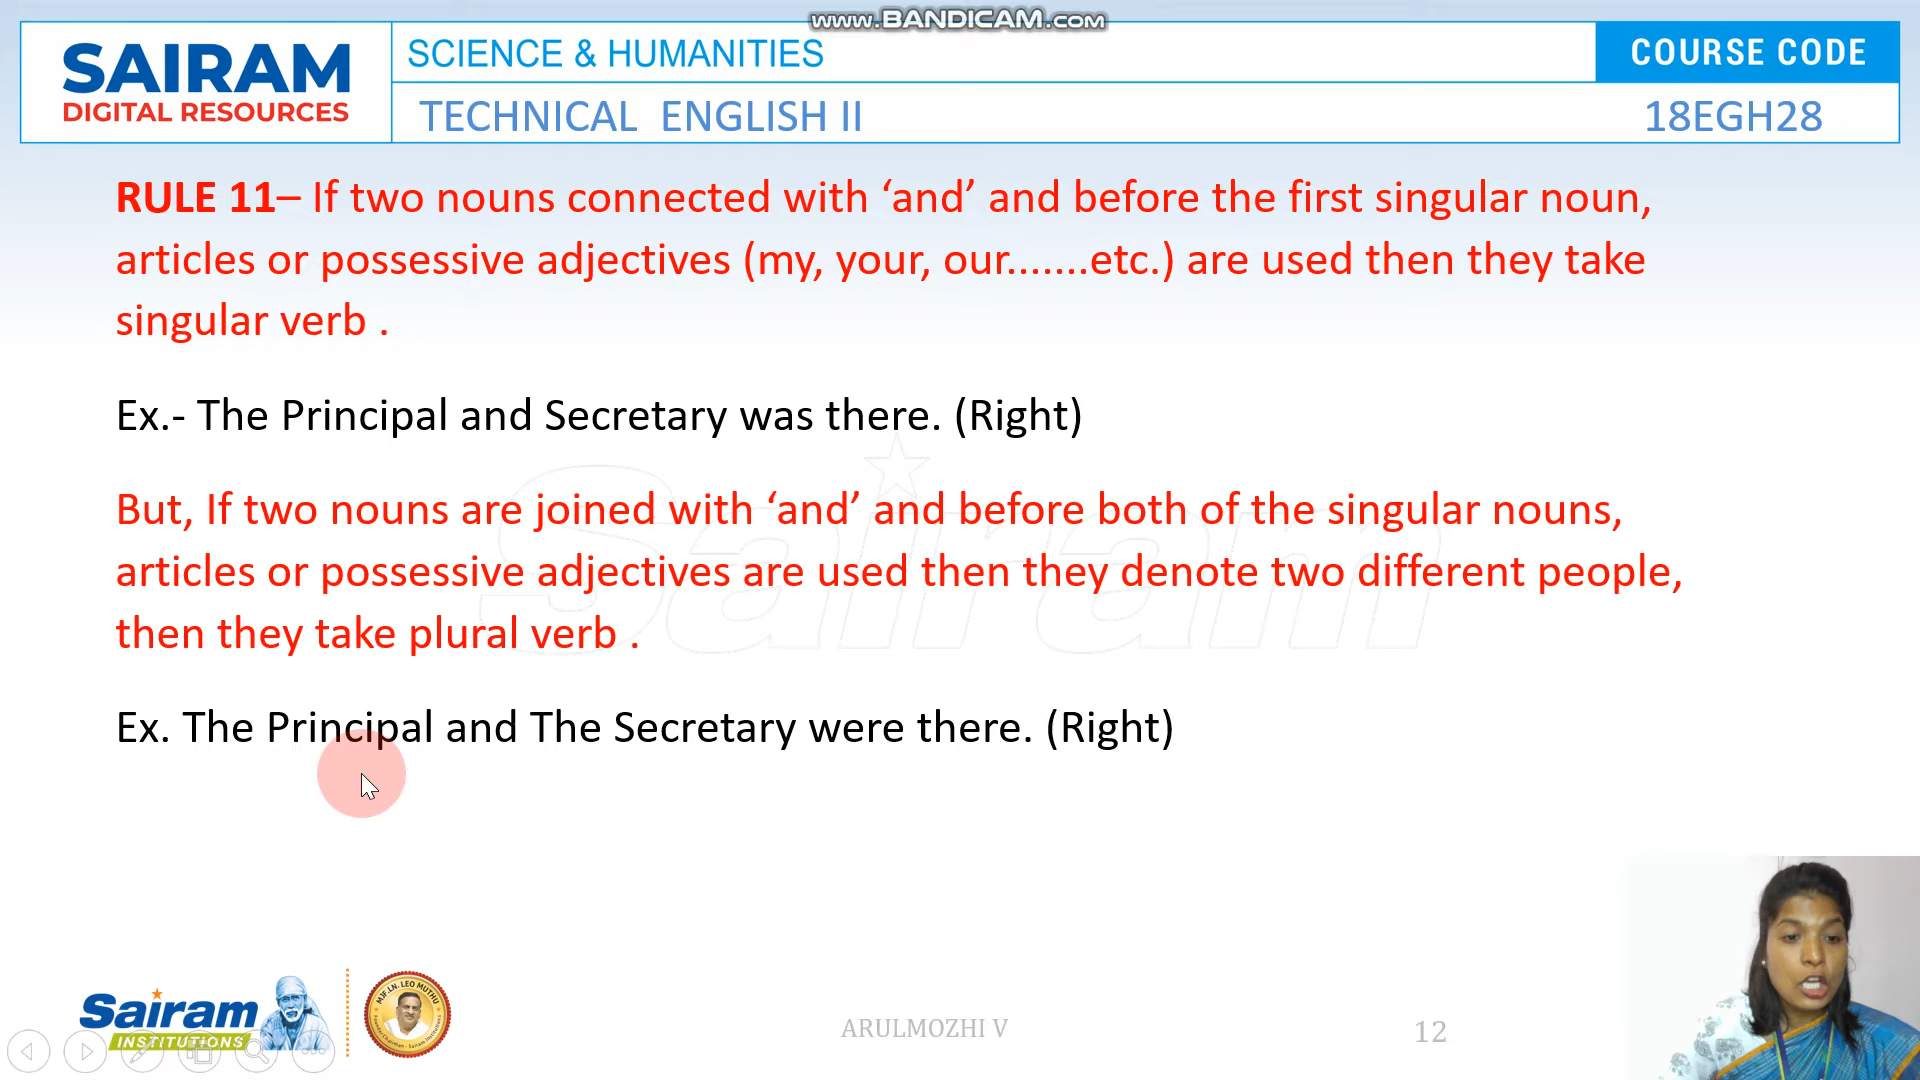 www.BANDICAM.com
SAIRAM
DIGITAL RESOURCES
SCIENCE & HUMANITIES
COURSE CODE
TECHNICAL ENGLISH II
18EGH28
RULE 11– If two nouns connected with ‘and’ and before the first singular noun,
articles or possessive adjectives (my, your, our.......etc.) are used then they take
singular verb .
Ex.- The Principal and Secretary was there. (Right)
But, If two nouns are joined with ‘and’ and before both of the singular nouns,
articles or possessive adjectives are used then they denote two different people,
then they take plural verb .
Ex. The Principal and The Secretary were there. (Right)
Sairam
Sairam
INSTITUTIONS
MJF.LN. LEO MUTHU
ARULMOZHI V
12